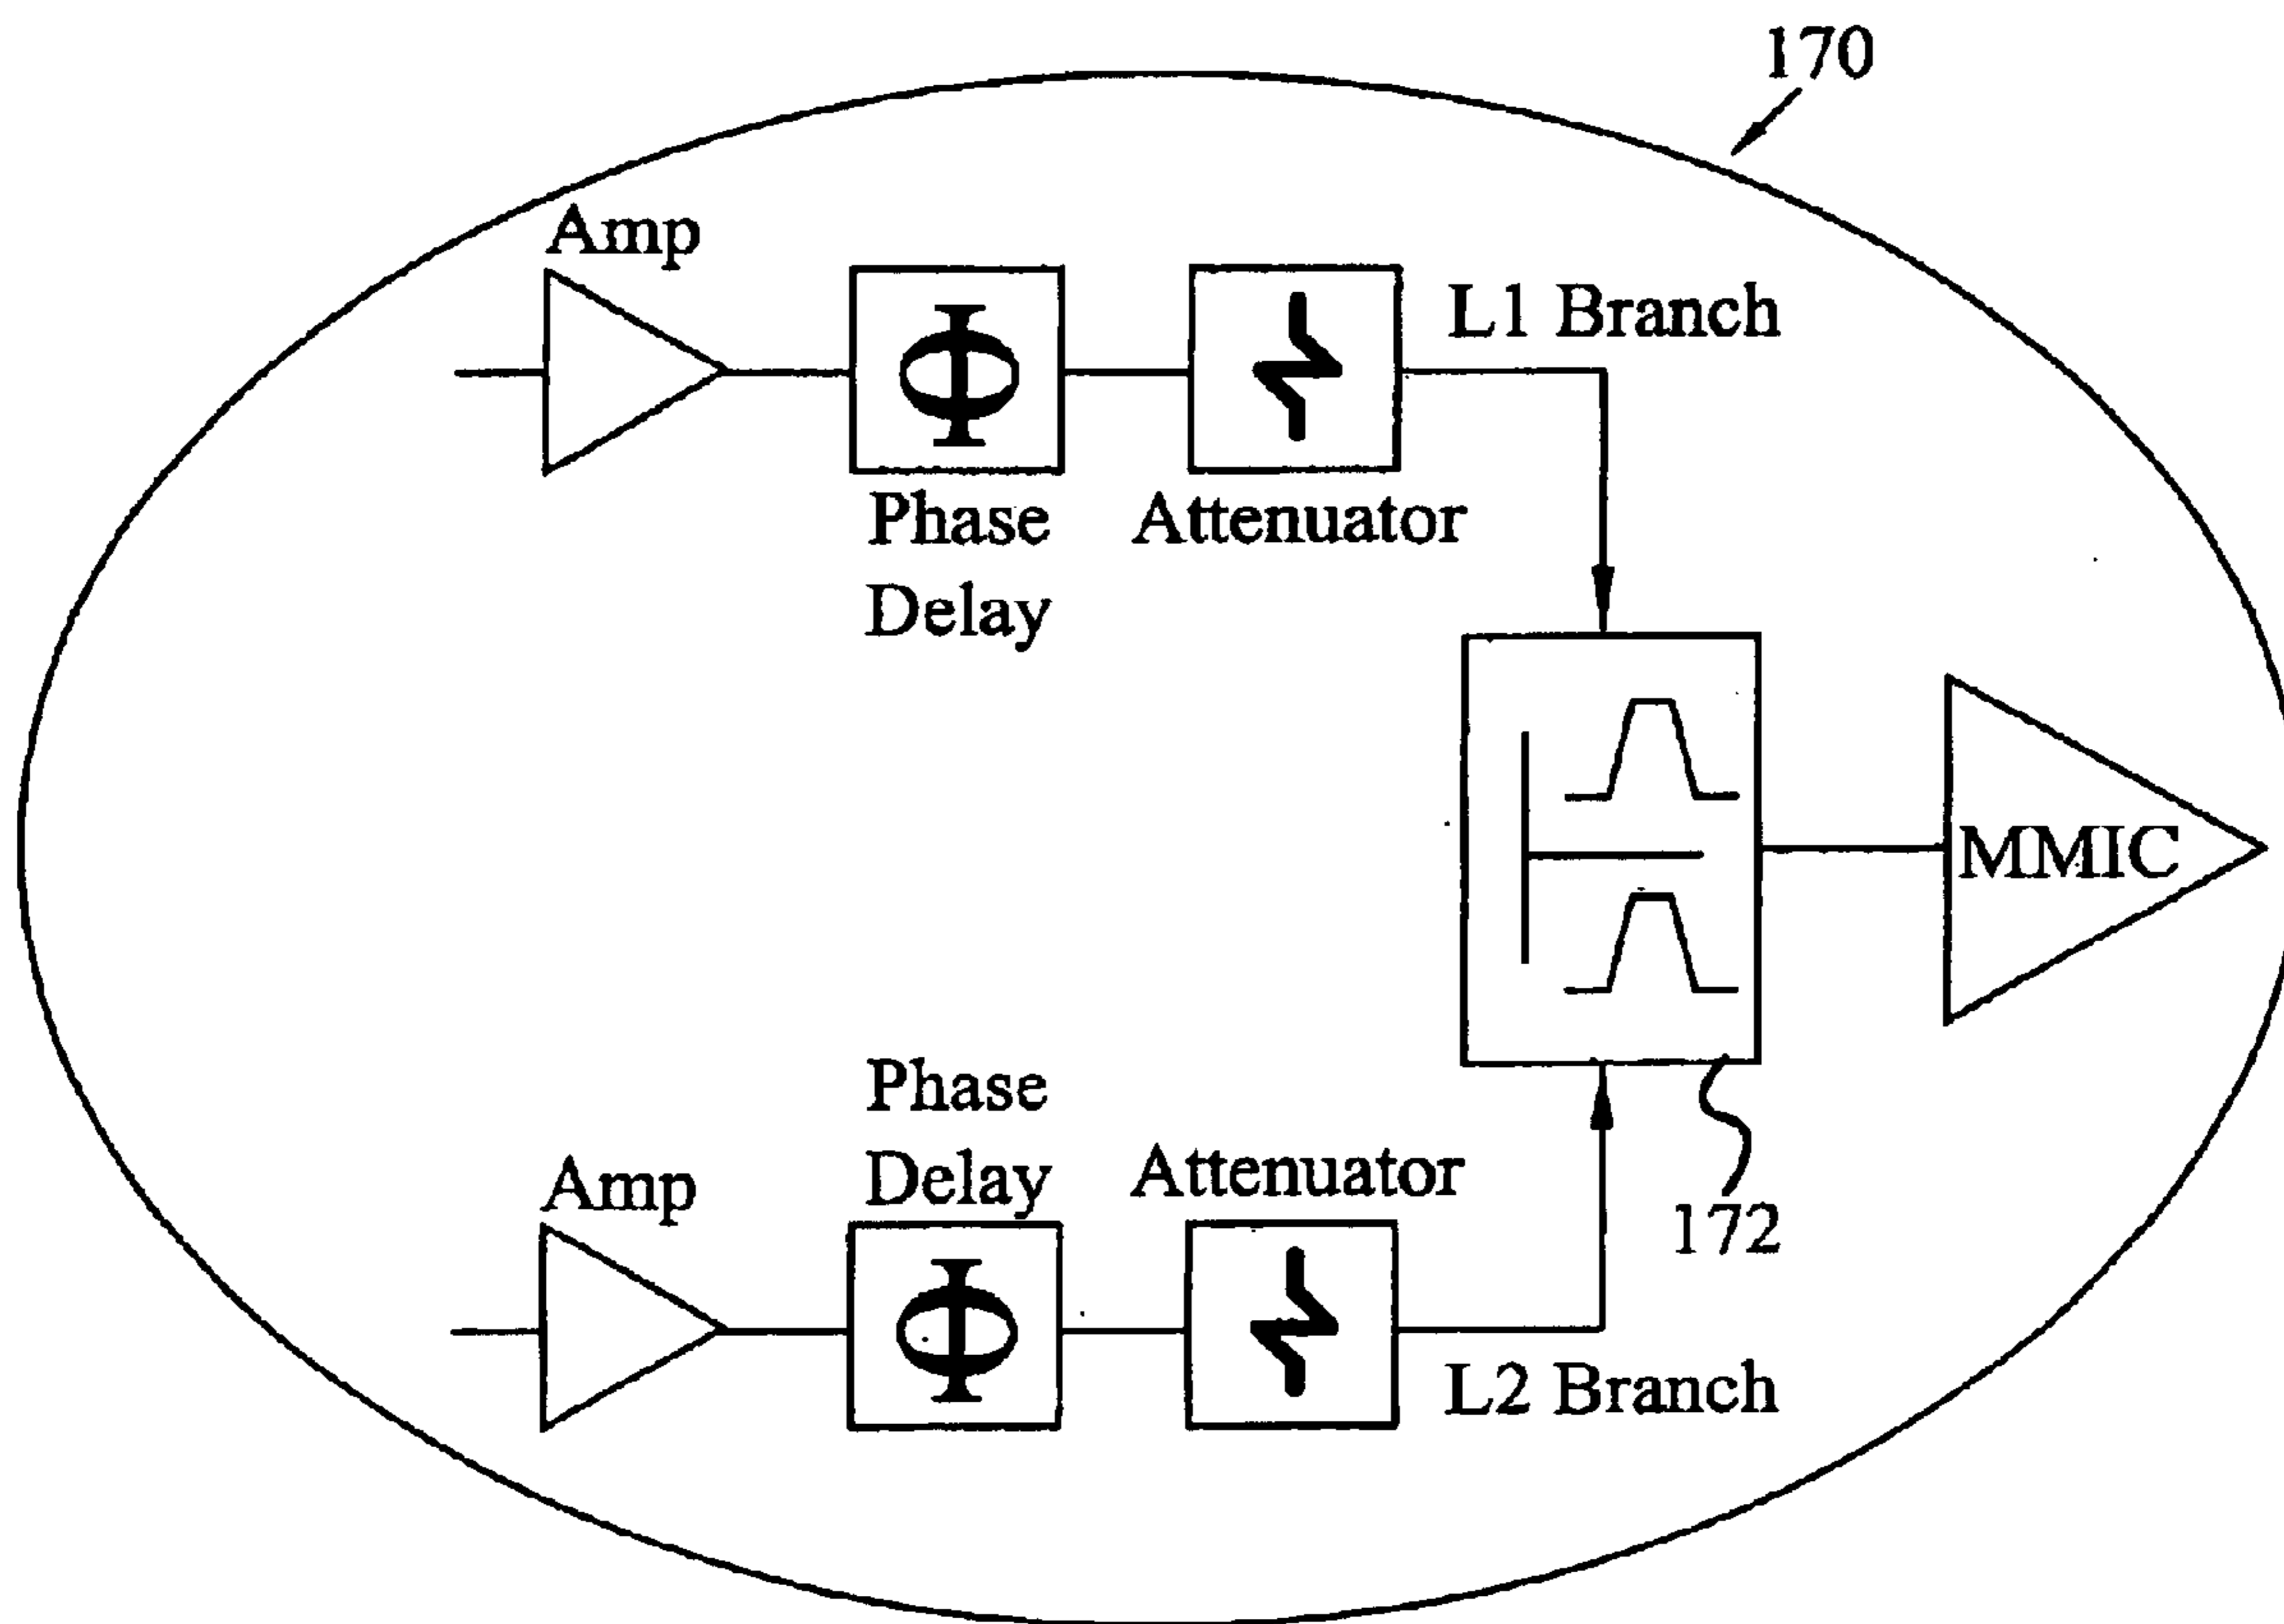 170
Amp
L1 Branch
Φ
Phase
Delay
Attenuator
MMIC
Phase
Delay
Attenuator
Amp
172
Φ
L2 Branch